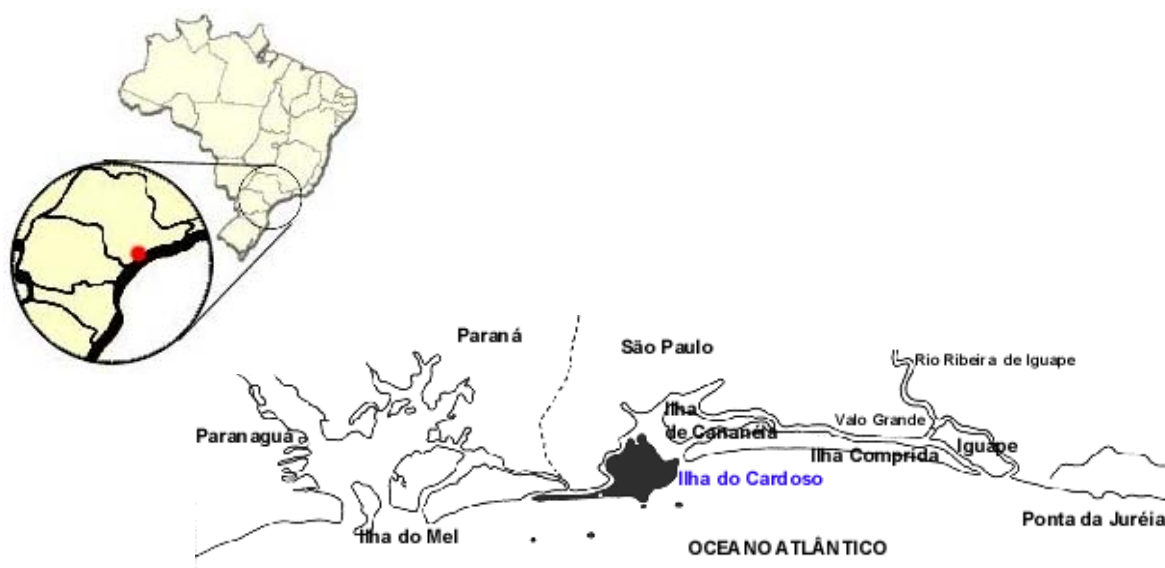 Paraná
São Paulo
Rio Ribeira de Iguape
Paranaguá
Ilha
de Cananéia
Valo Grande
Iguape
Ilha Comprida
Ilha do Cardoso
Ilha do Mel
Ponta da Juréia
OCEANO ATLÂNTICO